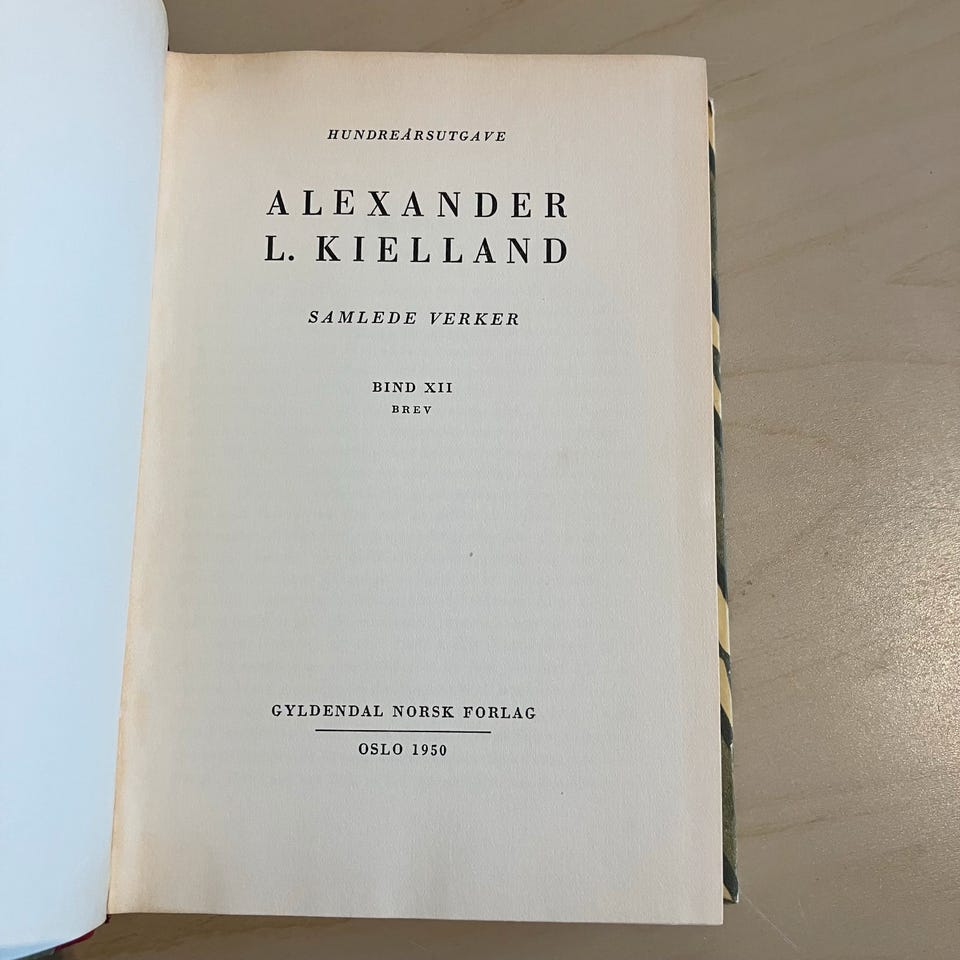 HUNDREÅRSUTGAVE
ALEXANDER
L. KIELLAND
SAMLEDE VERKER
BIND XII
BREV
GYLDENDAL NORSK FORLAG
OSLO 1950